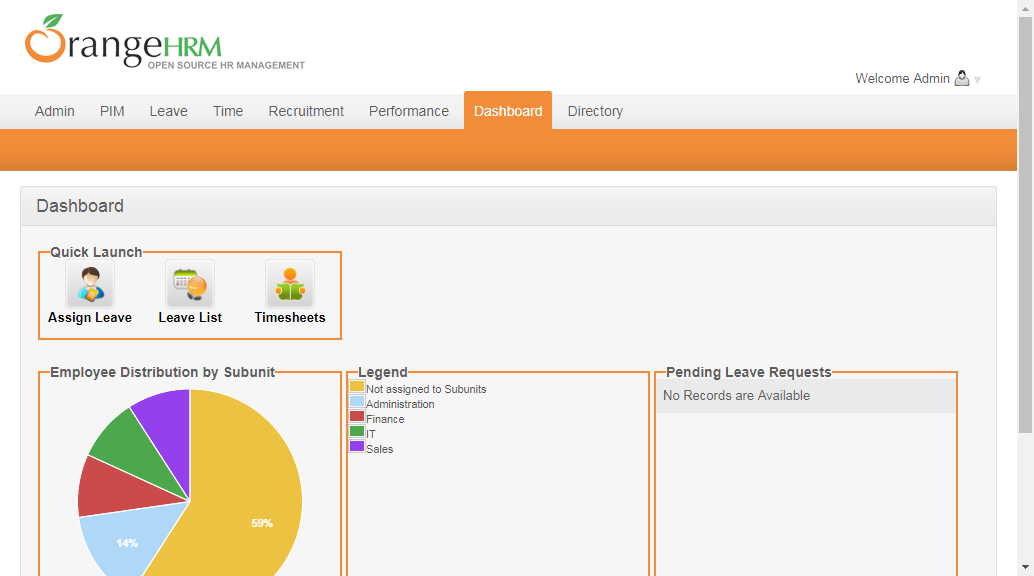 OrangeHRM
OPEN SOURCE HR MANAGEMENT
Welcome Admin
Admin PIM Leave Time Recruitment Performance Dashboard Directory
Dashboard
Quick Launch
Assign Leave Leave List Timesheets
Employee Distribution by Subunit
59%
14%
Legend
Not assigned to Subunits
Administration
Finance
IT
Sales
Pending Leave Requests
No Records are Available